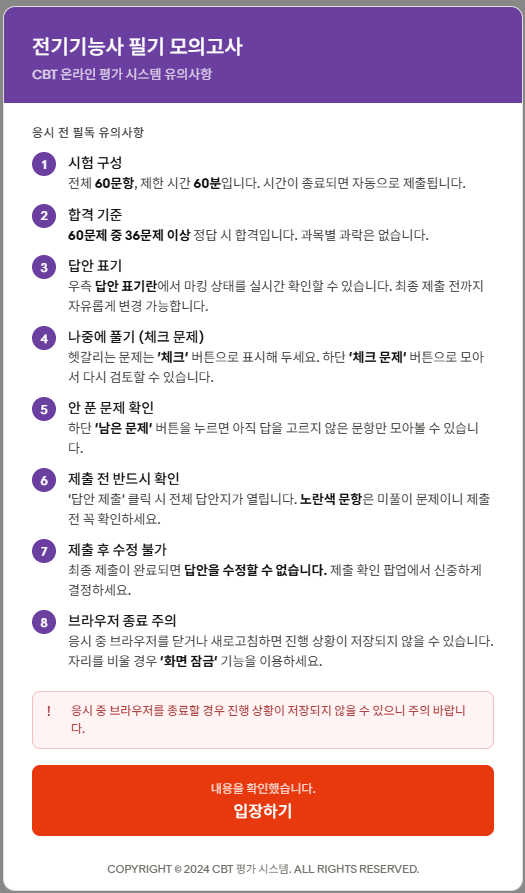 전기기능사 필기 모의고사
CBT 온라인 평가 시스템 유의사항
응시 전 필독 유의사항
1 시험 구성
전체 60문항, 제한 시간 60분입니다. 시간이 종료되면 자동으로 제출됩니다.
2 합격 기준
60문제 중 36문제 이상 정답 시 합격입니다. 과목별 과락은 없습니다.
3 답안 표기
우측 답안 표기란에서 마킹 상태를 실시간 확인할 수 있습니다. 최종 제출 전까지
자유롭게 변경 가능합니다.
4 나중에 풀기 (체크 문제)
헷갈리는 문제는 '체크' 버튼으로 표시해 두세요. 하단 '체크 문제' 버튼으로 모아
서 다시 검토할 수 있습니다.
5 안 푼 문제 확인
하단 '남은 문제' 버튼을 누르면 아직 답을 고르지 않은 문항만 모아볼 수 있습니
다.
6 제출 전 반드시 확인
'답안 제출' 클릭 시 전체 답안지가 열립니다. 노란색 문항은 미풀이 문제이니 제출
전 꼭 확인하세요.
7 제출 후 수정 불가
최종 제출이 완료되면 답안을 수정할 수 없습니다. 제출 확인 팝업에서 신중하게
결정하세요.
8 브라우저 종료 주의
응시 중 브라우저를 닫거나 새로고침하면 진행 상황이 저장되지 않을 수 있습니다.
자리를 비울 경우 '화면 잠금' 기능을 이용하세요.
! 응시 중 브라우저를 종료할 경우 진행 상황이 저장되지 않을 수 있으니 주의 바랍니
다.
내용을 확인했습니다.
입장하기
COPYRIGHT © 2024 CBT 평가 시스템. ALL RIGHTS RESERVED.